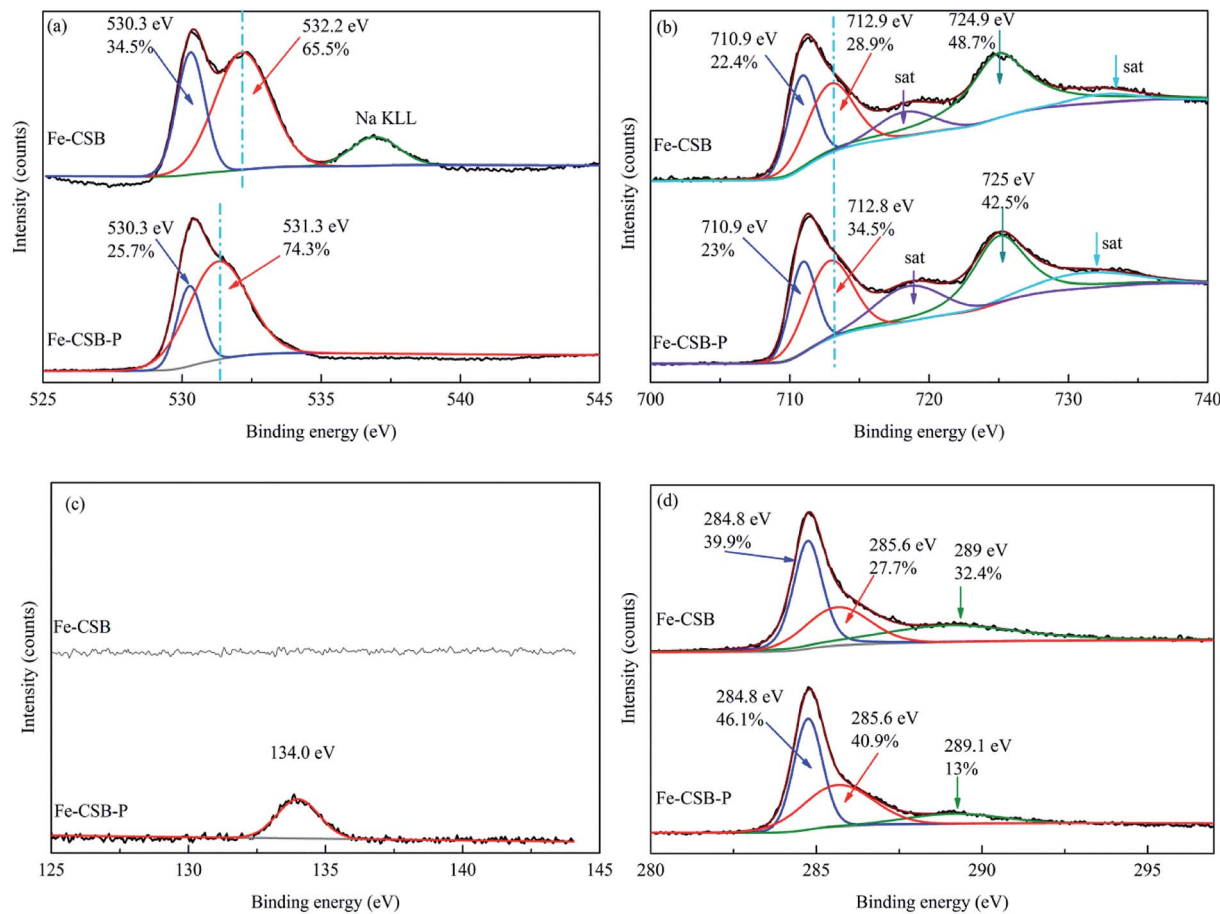 (a)
530.3 eV
34.5%
532.2 eV
65.5%
Na KLL
Fe-CSB
530.3 eV
25.7%
531.3 eV
74.3%
Fe-CSB-P
Intensity (counts)
525 530 535 540 545
Binding energy (eV)
(b)
710.9 eV
22.4%
712.9 eV
28.9%
724.9 eV
48.7%
sat
sat
Fe-CSB
710.9 eV
23%
712.8 eV
34.5%
725 eV
42.5%
sat
sat
Fe-CSB-P
Intensity (counts)
700 710 720 730 740
Binding energy (eV)
(c)
Fe-CSB
134.0 eV
Fe-CSB-P
Intensity (counts)
125 130 135 140 145
Binding energy (eV)
(d)
284.8 eV
39.9%
285.6 eV
27.7%
289 eV
32.4%
Fe-CSB
284.8 eV
46.1%
285.6 eV
40.9%
289.1 eV
13%
Fe-CSB-P
Intensity (counts)
280 285 290 295
Binding energy (eV)